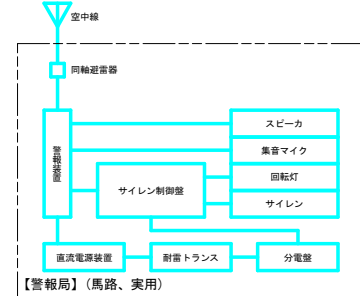 空中線
同軸避雷器
スピーカ
警報装置
集音マイク
回転灯
サイレン制御盤
サイレン
直流電源装置
耐雷トランス
分電盤
【警報局】(馬路、実用)